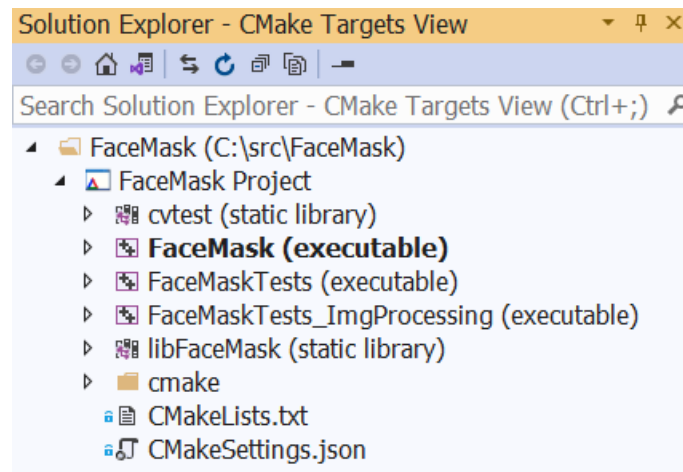 Solution Explorer - CMake Targets View
Search Solution Explorer - CMake Targets View (Ctrl+;)
FaceMask (C:\src\FaceMask)
FaceMask Project
cvtest (static library)
FaceMask (executable)
FaceMaskTests (executable)
FaceMaskTests_ImgProcessing (executable)
libFaceMask (static library)
cmake
CMakeLists.txt
CMakeSettings.json